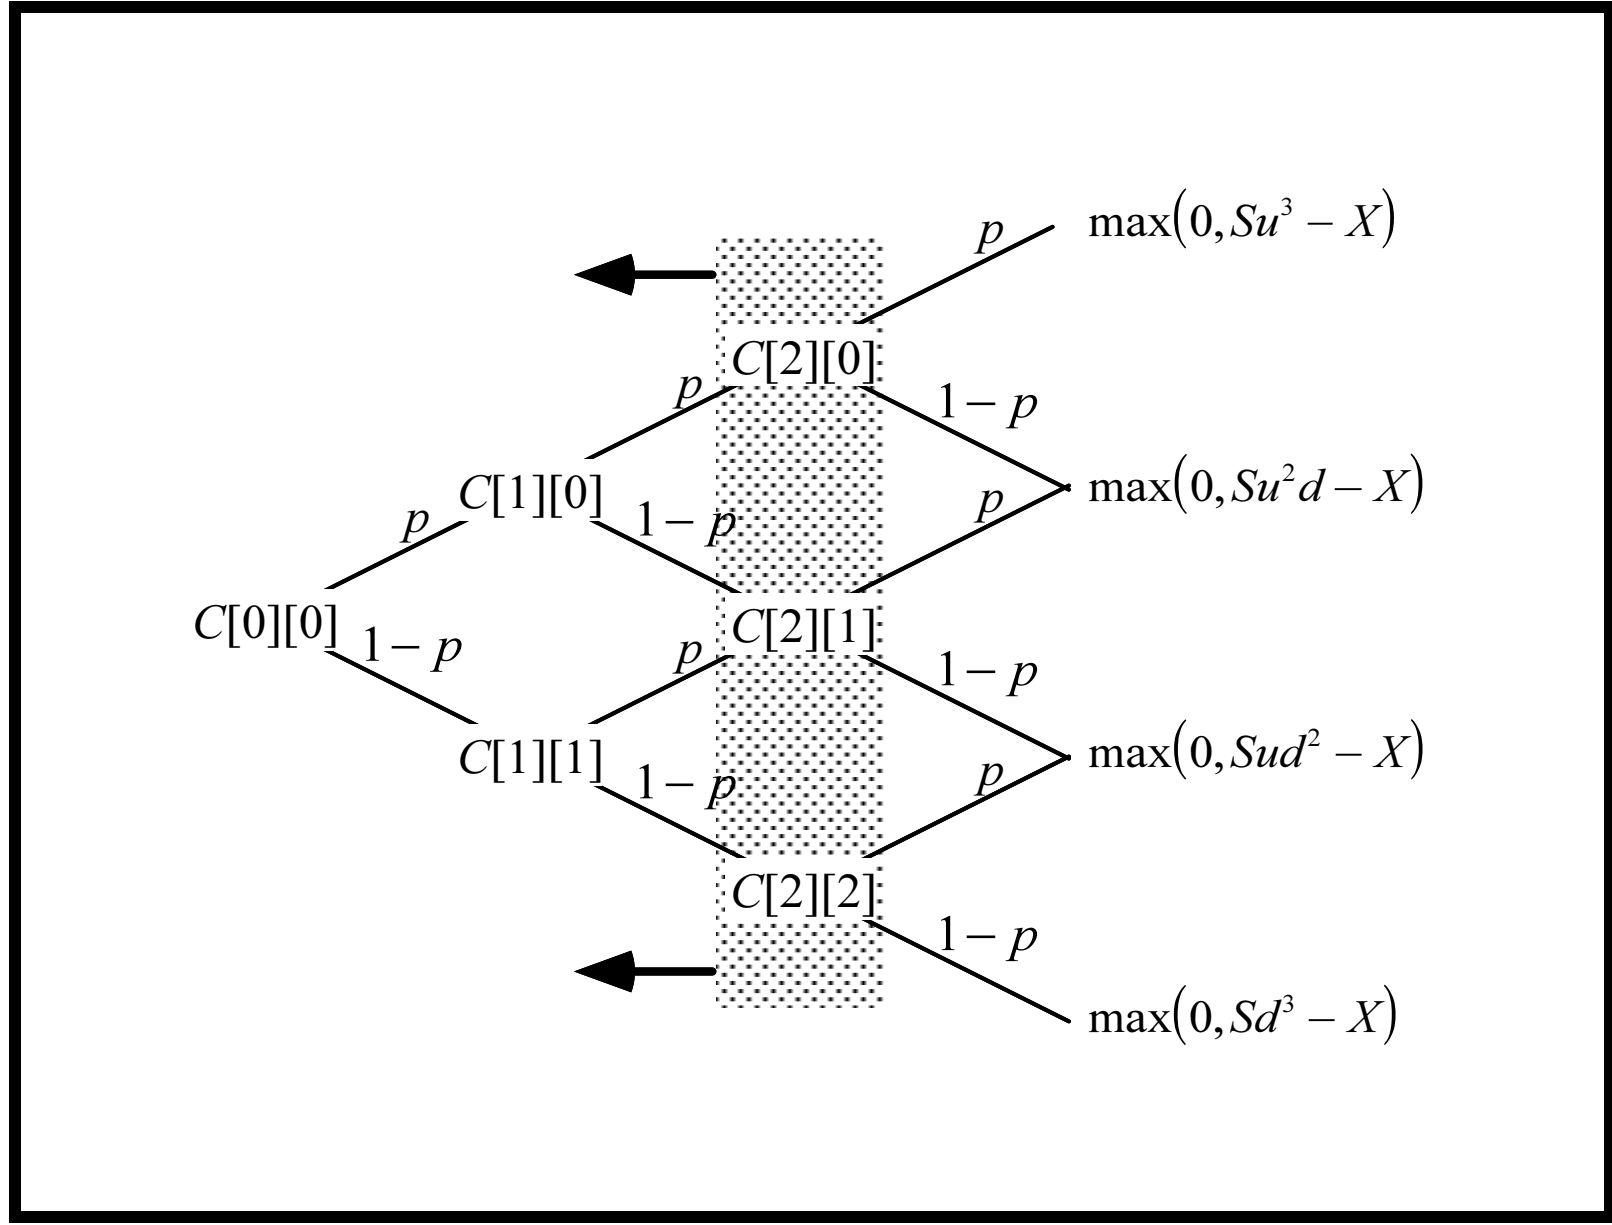 p
max(0, Su³ − X)
C[2][0]
p
1 − p
C[1][0]
p
max(0, Su²d − X)
p
1 − p
C[0][0]
1 − p
p
C[2][1]
1 − p
C[1][1]
1 − p
p
max(0, Sud² − X)
C[2][2]
1 − p
max(0, Sd³ − X)